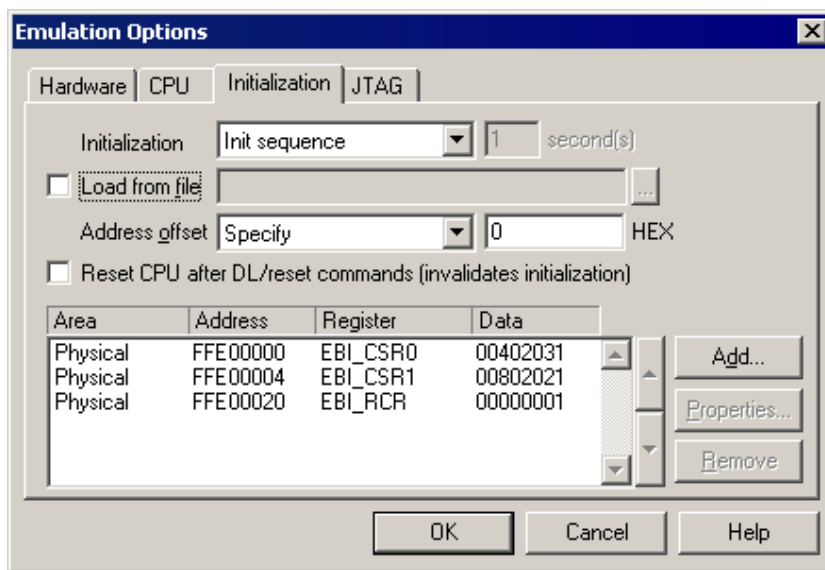 Emulation Options
Hardware CPU Initialization JTAG
Initialization Init sequence 1 second(s)
Load from file ...
Address offset Specify 0 HEX
Reset CPU after DL/reset commands (invalidates initialization)
Area Address Register Data
Physical FFE00000 EBI_CSR0 00402031
Physical FFE00004 EBI_CSR1 00802021
Physical FFE00020 EBI_RCR 00000001
Add...
Properties...
Remove
OK Cancel Help